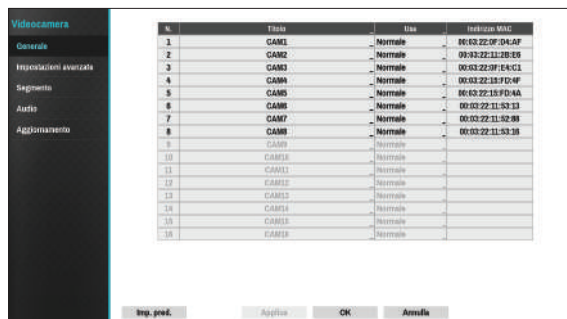 Videocamera
Generale
Impostazioni avanzate
Segmento
Audio
Aggiornamento
N. Titolo Usa Indirizzo MAC
1 CAM1 Normale 00:03:22:0F:D4:AF
2 CAM2 Normale 00:03:22:11:2B:E6
3 CAM3 Normale 00:03:22:0F:E4:C1
4 CAM4 Normale 00:03:22:15:FD:4F
5 CAM5 Normale 00:03:22:15:FD:4A
6 CAM6 Normale 00:03:22:11:53:13
7 CAM7 Normale 00:03:22:11:52:88
8 CAM8 Normale 00:03:22:11:53:16
9 CAM9 Normale
10 CAM10 Normale
11 CAM11 Normale
12 CAM12 Normale
13 CAM13 Normale
14 CAM14 Normale
15 CAM15 Normale
16 CAM16 Normale
Imp. pred. Applica OK Annulla